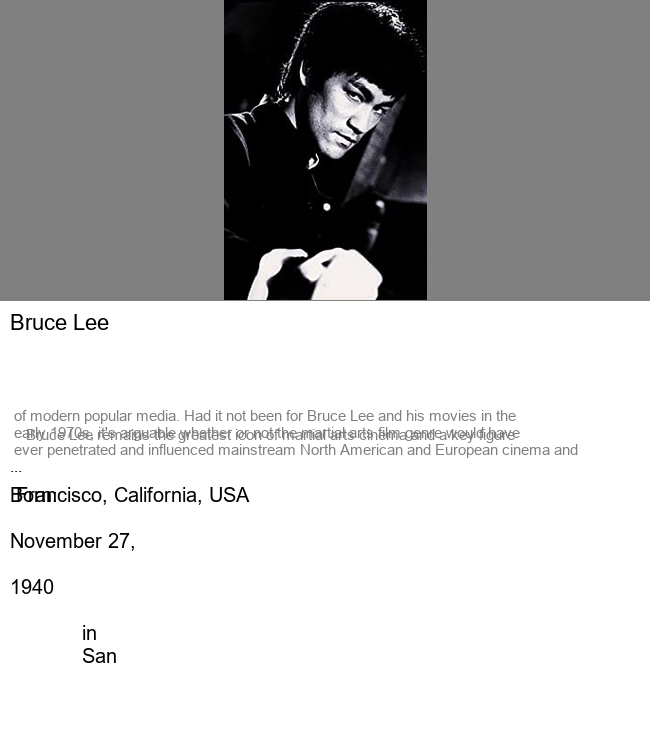 Bruce Lee
of modern popular media. Had it not been for Bruce Lee and his movies in the
early 1970s, it's arguable whether or not the martial arts film genre would have
Bruce Lee remains the greatest icon of martial arts cinema and a key figure
ever penetrated and influenced mainstream North American and European cinema and
...
Born
Francisco, California, USA
November 27,
1940
in
San